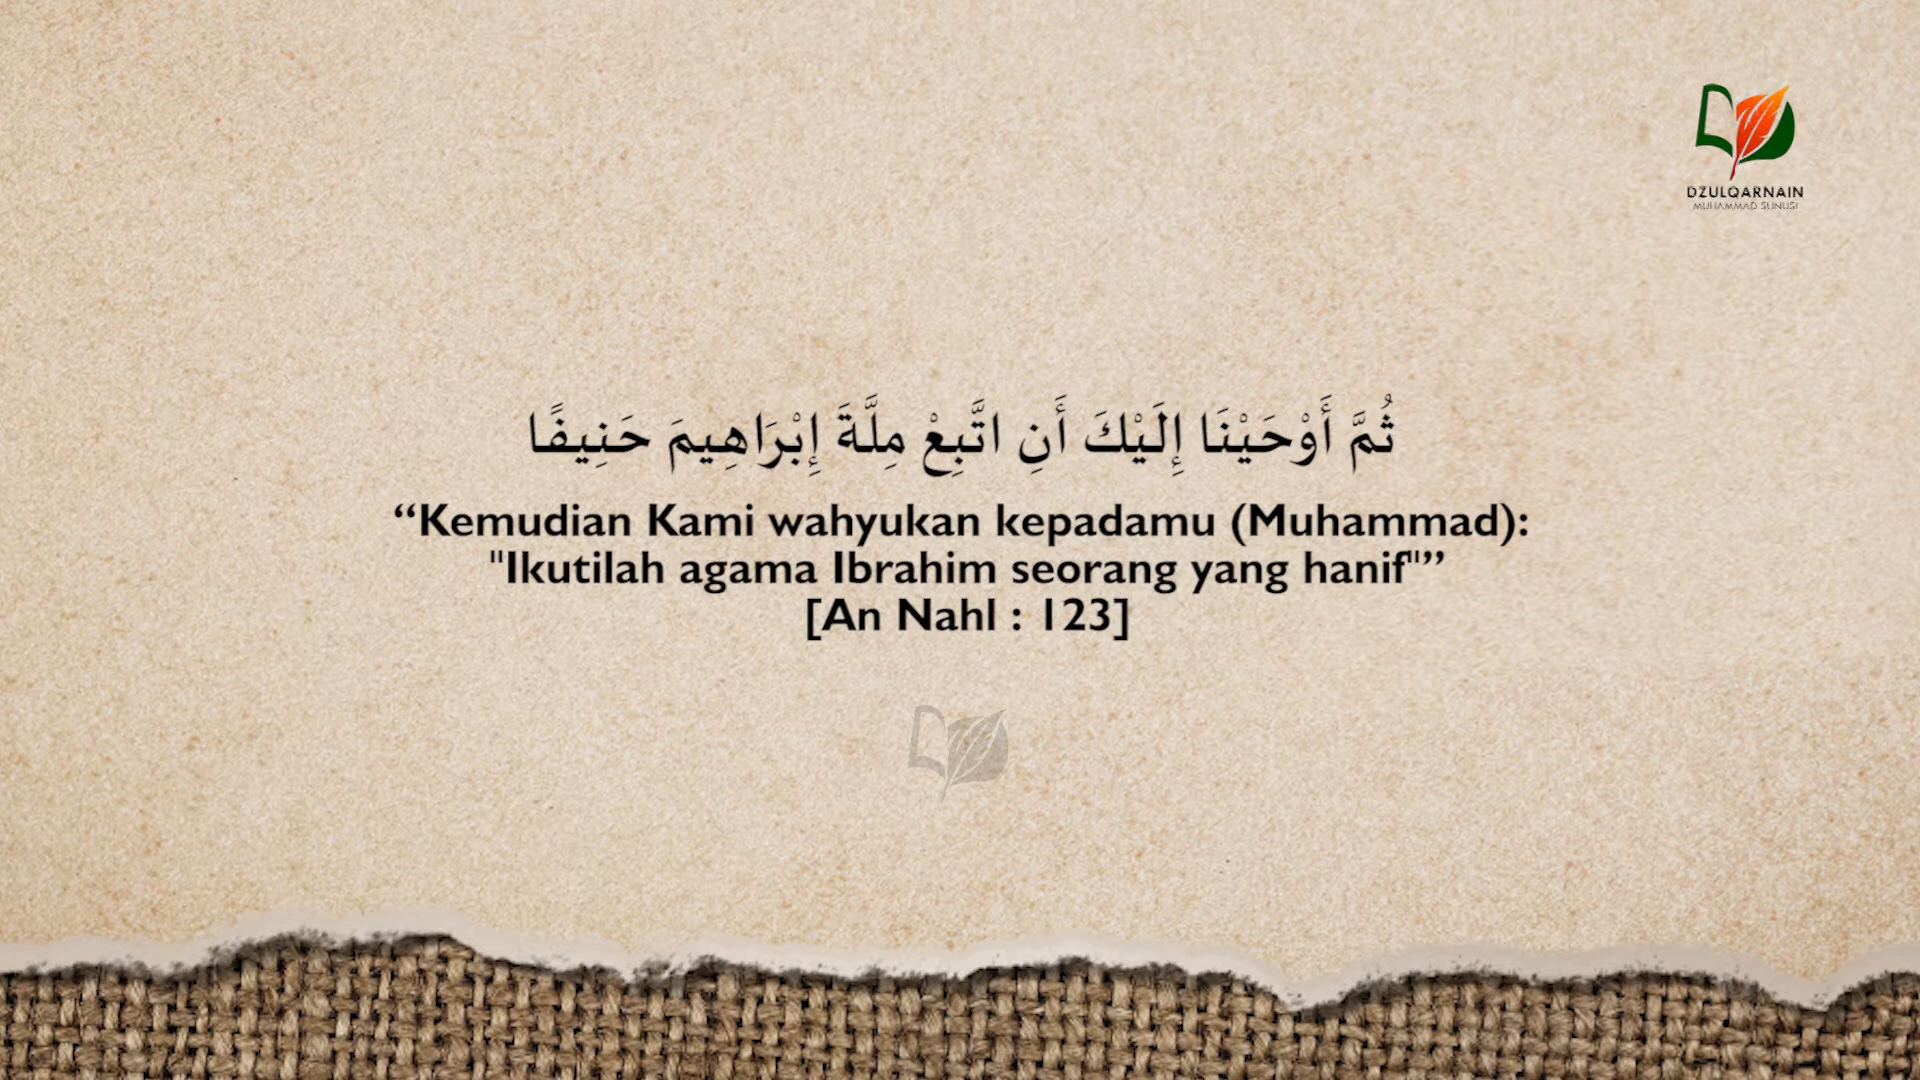 DZULQARNAIN
MUHAMMAD SUNUSI
ثُمَّ أَوْحَيْنَا إِلَيْكَ أَنِ اتَّبِعْ مِلَّةَ إِبْرَاهِيمَ حَنِيفًا
“Kemudian Kami wahyukan kepadamu (Muhammad):
"Ikutilah agama Ibrahim seorang yang hanif"”
[An Nahl : 123]